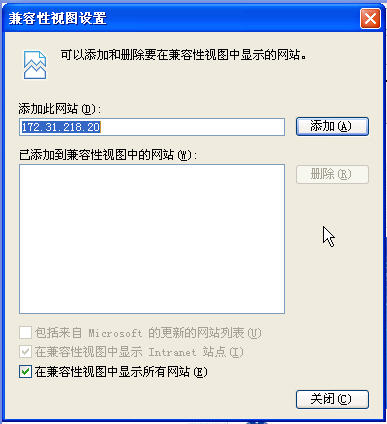 兼容性视图设置
可以添加和删除要在兼容性视图中显示的网站。
添加此网站(D):
172.31.218.20
添加(A)
已添加到兼容性视图中的网站(W):
删除(R)
包括来自 Microsoft 的更新的网站列表(U)
在兼容性视图中显示 Intranet 站点(I)
在兼容性视图中显示所有网站(E)
关闭(C)